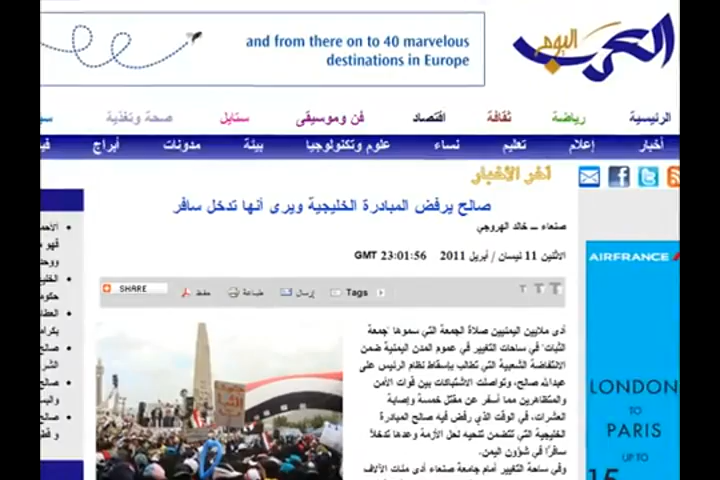 and from there on to 40 marvelous
destinations in Europe
العرب
اليوم
الرئيسية
رياضة
ثقافة
اقتصاد
فن وموسيقى
ستايل
صحة وتغذية
أخبار
إعلام
تعليم
نساء
علوم وتكنولوجيا
بيئة
مدونات
أبراج
آخر الأخبار
صالح يرفض المبادرة الخليجية ويرى أنها تدخل سافر
صنعاء ــ خالد الهروجي
الاثنين 11 نيسان / أبريل 2011 23:01:56 GMT
SHARE
حفظ
طباعة
إرسال
Tags
T T T
أدى ملايين اليمنيين صلاة الجمعة التي سموها "جمعة
الثبات" في ساحات التغيير في عموم المدن اليمنية ضمن
الانتفاضة الشعبية التي تطالب بإسقاط نظام الرئيس على
عبدالله صالح، وتواصلت الاشتباكات بين قوات الأمن
والمتظاهرين مما أسفر عن مقتل خمسة وإصابة
العشرات، في الوقت الذي رفض فيه صالح المبادرة
الخليجية التي تتضمن تنحيه لحل الأزمة وعدها تدخلاً
سافرًا في شؤون اليمن.
وفي ساحة التغيير أمام جامعة صنعاء أدى مئات الآلاف
AIRFRANCE
LONDON
TO
PARIS
UP TO
15